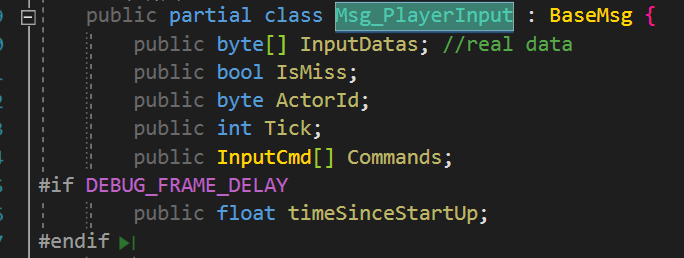 public partial class Msg_PlayerInput : BaseMsg {
public byte[] InputDatas; //real data
public bool IsMiss;
public byte ActorId;
public int Tick;
public InputCmd[] Commands;
#if DEBUG_FRAME_DELAY
public float timeSinceStartUp;
#endif